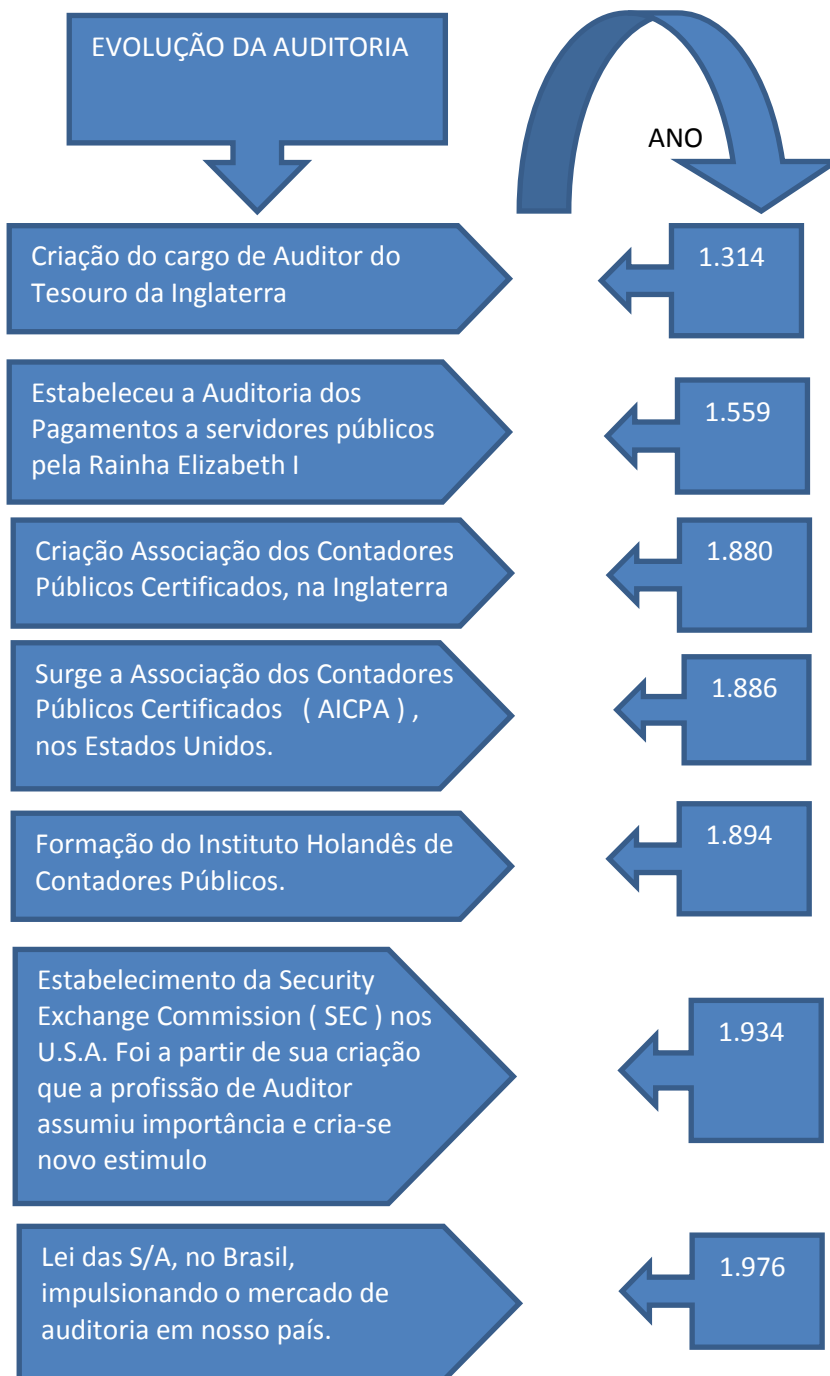 EVOLUÇÃO DA AUDITORIA
ANO
Criação do cargo de Auditor do
Tesouro da Inglaterra
1.314
Estabeleceu a Auditoria dos
Pagamentos a servidores públicos
pela Rainha Elizabeth I
1.559
Criação Associação dos Contadores
Públicos Certificados, na Inglaterra
1.880
Surge a Associação dos Contadores
Públicos Certificados ( AICPA ) ,
nos Estados Unidos.
1.886
Formação do Instituto Holandês de
Contadores Públicos.
1.894
Estabelecimento da Security
Exchange Commission ( SEC ) nos
U.S.A. Foi a partir de sua criação
que a profissão de Auditor
assumiu importância e cria-se
novo estimulo
1.934
Lei das S/A, no Brasil,
impulsionando o mercado de
auditoria em nosso país.
1.976